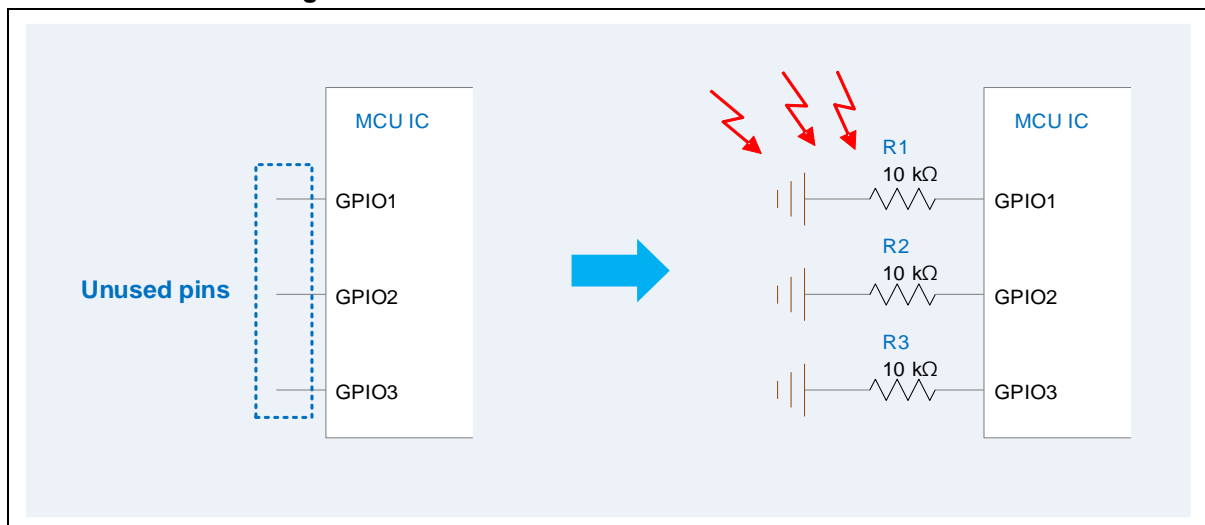 MCU IC
GPIO1
GPIO2
GPIO3
Unused pins
MCU IC
R1
10 kΩ
GPIO1
R2
10 kΩ
GPIO2
R3
10 kΩ
GPIO3